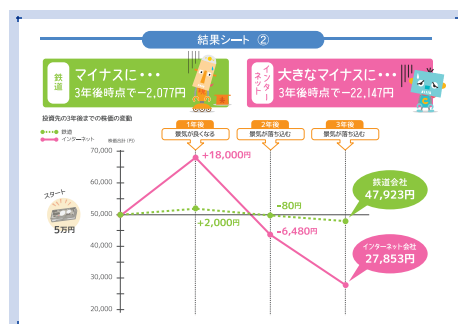 結果シート ②
鉄道
マイナスに・・・
3年後時点で−2,077円
インターネット
大きなマイナスに・・・
3年後時点で−22,147円
投資先の3年後までの株価の変動
鉄道
インターネット
株価合計(円)
1年後
景気が良くなる
2年後
景気が落ち込む
3年後
景気が落ち込む
70,000
60,000
50,000
40,000
30,000
20,000
スタート
5万円
+18,000円
+2,000円
-80円
-6,480円
鉄道会社
47,923円
インターネット会社
27,853円